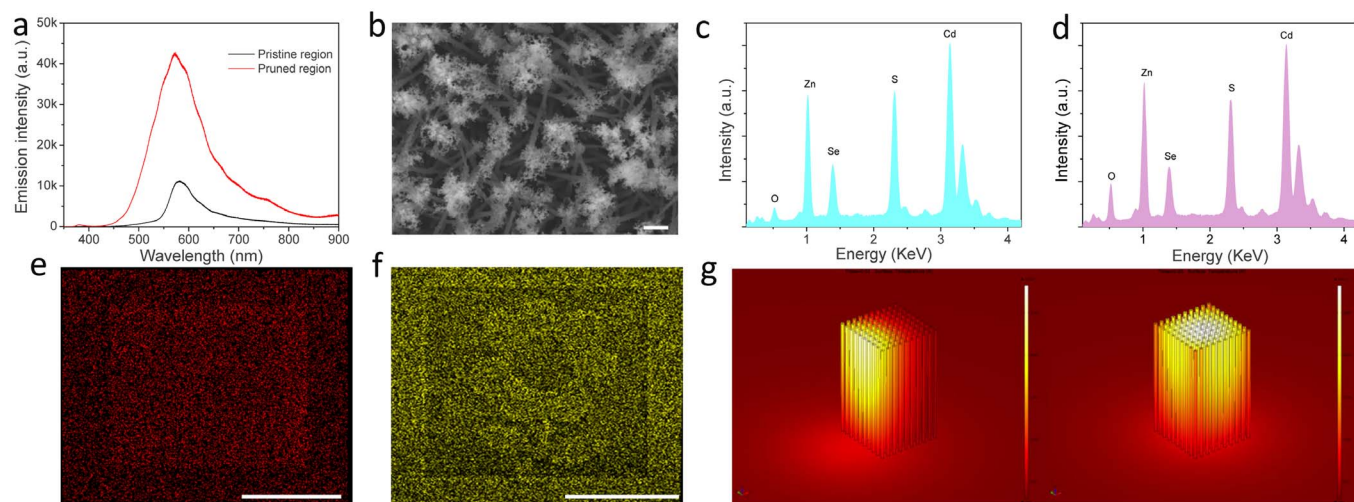 a
50k
40k
30k
20k
10k
0
Emission intensity (a.u.)
Pristine region
Pruned region
400 500 600 700 800 900
Wavelength (nm)
b
c
Intensity (a.u.)
O
Zn
Se
S
Cd
1 2 3 4
Energy (KeV)
d
Intensity (a.u.)
O
Zn
Se
S
Cd
1 2 3 4
Energy (KeV)
e
f
g